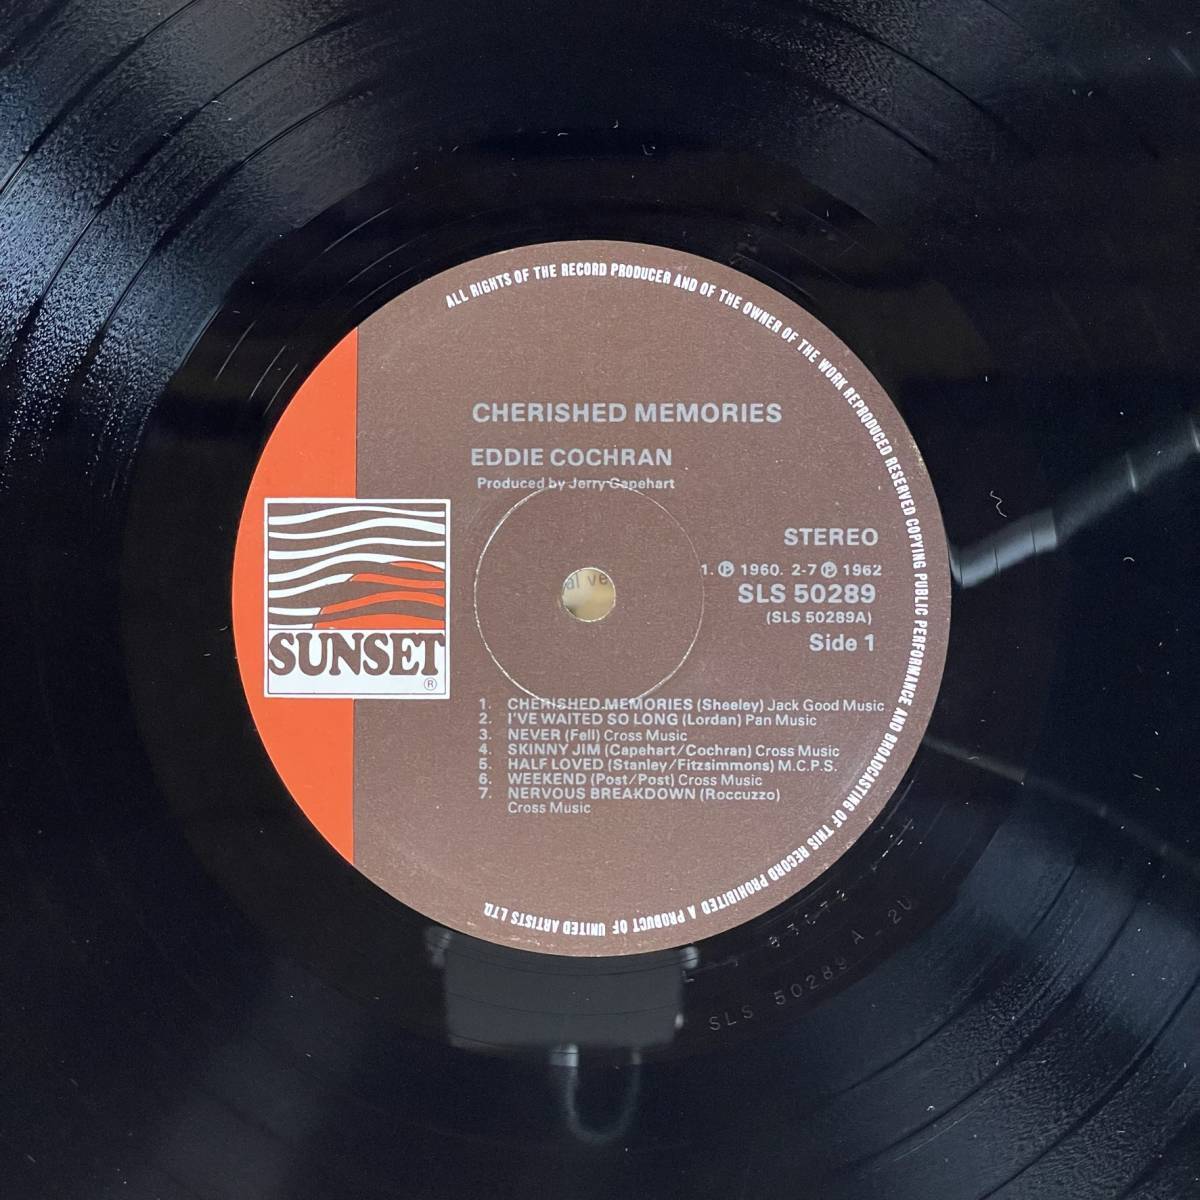 ALL RIGHTS OF THE RECORD PRODUCER AND OF THE OWNER OF THE WORK REPRODUCED RESERVED COPYING PUBLIC PERFORMANCE AND BROADCASTING OF THIS RECORD PROHIBITED A PRODUCT OF UNITED ARTISTS LTD.
CHERISHED MEMORIES
EDDIE COCHRAN
Produced by Jerry Capehart
STEREO
1. ℗ 1960. 2-7 ℗ 1962
SLS 50289
(SLS 50289A)
Side 1
SUNSET
®
1. CHERISHED MEMORIES (Sheeley) Jack Good Music
2. I'VE WAITED SO LONG (Lordan) Pan Music
3. NEVER (Fell) Cross Music
4. SKINNY JIM (Capehart/Cochran) Cross Music
5. HALF LOVED (Stanley/Fitzsimmons) M.C.P.S.
6. WEEKEND (Post/Post) Cross Music
7. NERVOUS BREAKDOWN (Roccuzzo)
Cross Music
SLS 50289 A_2U